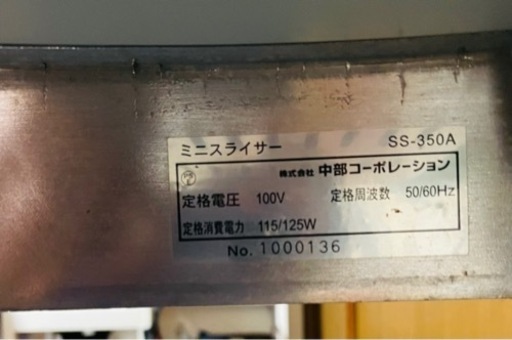 ミニスライサー SS-350A
株式会社 中部コーポレーション
定格電圧 100V 定格周波数 50/60Hz
定格消費電力 115/125W
No. 1000136